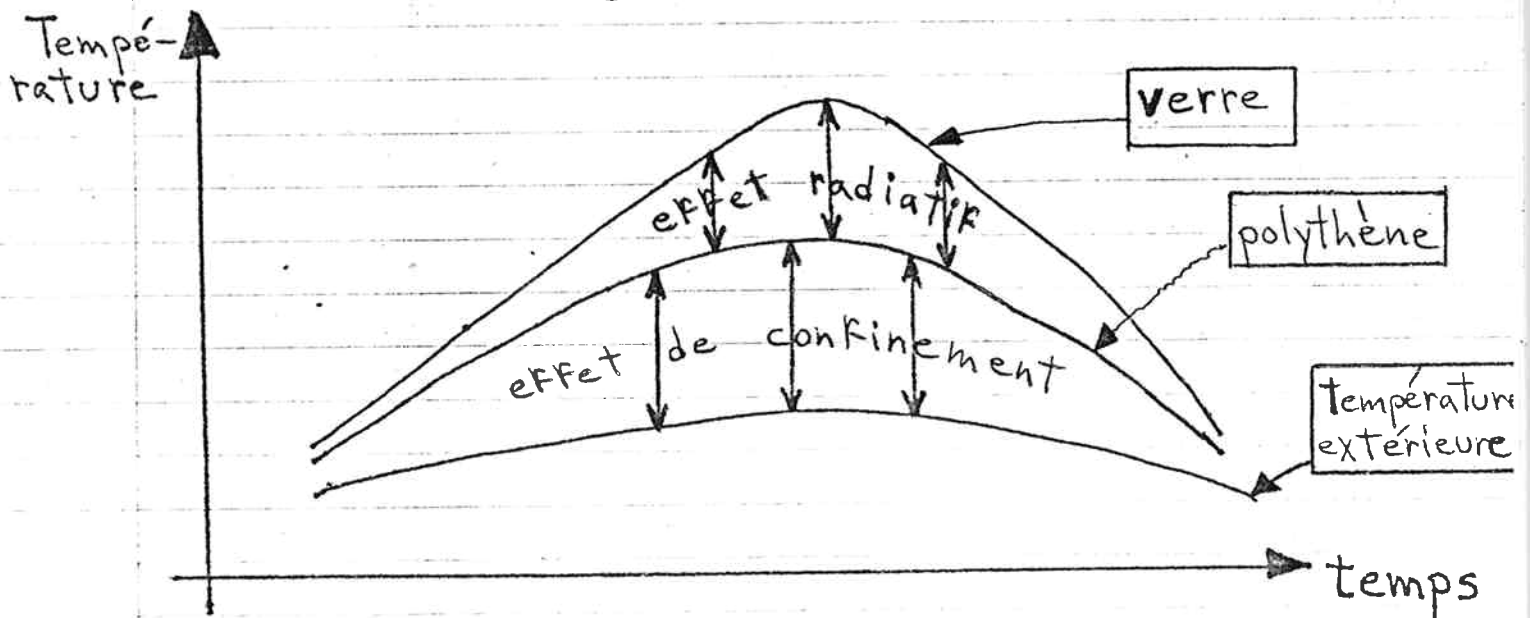 Tempé-
rature
verre
effet radiatif
polythène
effet de confinement
température
extérieure
temps